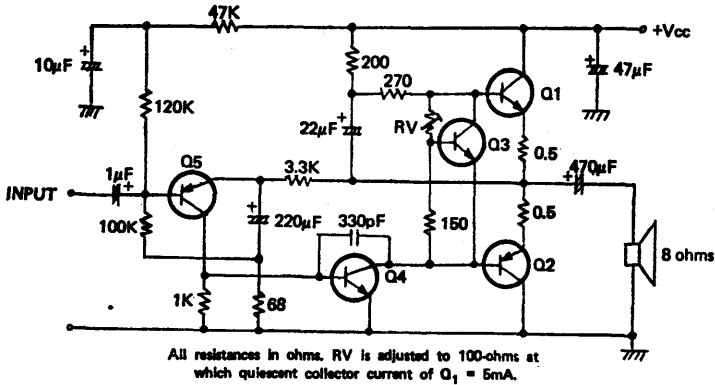 47K
+Vcc
10µF
200
47µF
270
Q1
120K
22µF
RV
Q3
0.5
1µF
Q5
3.3K
470µF
INPUT
100K
220µF
330pF
150
0.5
8 ohms
Q4
Q2
1K
68
All resistances in ohms. RV is adjusted to 100-ohms at
which quiescent collector current of Q1 = 5mA.